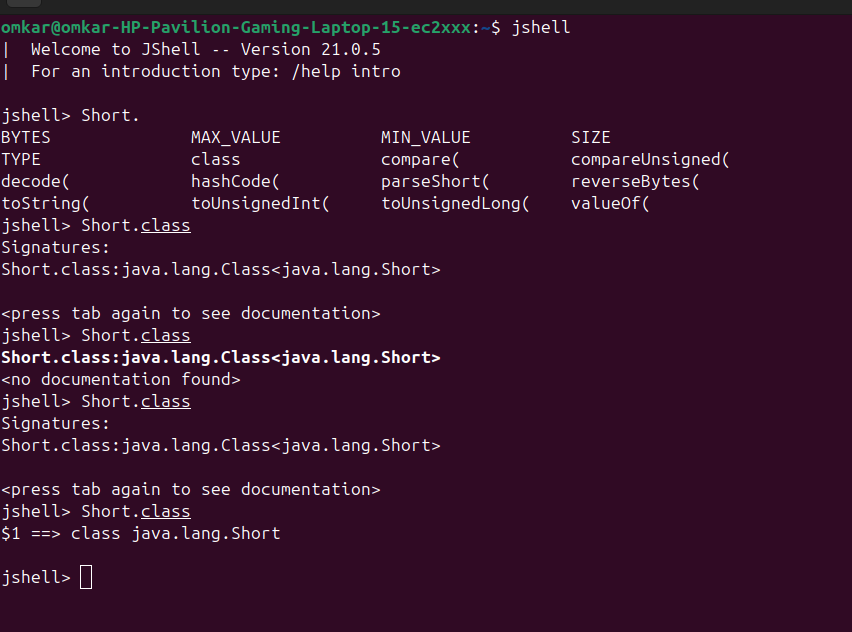 omkar@omkar-HP-Pavilion-Gaming-Laptop-15-ec2xxx:~$ jshell
|  Welcome to JShell -- Version 21.0.5
|  For an introduction type: /help intro
jshell> Short.
BYTES              MAX_VALUE          MIN_VALUE          SIZE
TYPE               class              compare(           compareUnsigned(
decode(            hashCode(          parseShort(        reverseBytes(
toString(          toUnsignedInt(     toUnsignedLong(    valueOf(
jshell> Short.class
Signatures:
Short.class:java.lang.Class<java.lang.Short>
<press tab again to see documentation>
jshell> Short.class
Short.class:java.lang.Class<java.lang.Short>
<no documentation found>
jshell> Short.class
Signatures:
Short.class:java.lang.Class<java.lang.Short>
<press tab again to see documentation>
jshell> Short.class
$1 ==> class java.lang.Short
jshell>